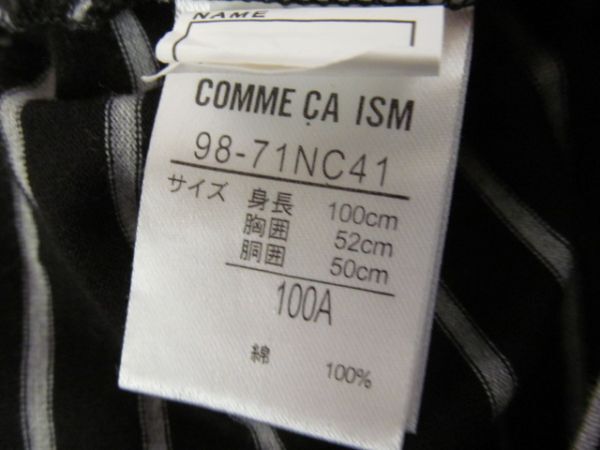 NAME
COMME ÇA ISM
98-71NC41
サイズ 身長 100cm
胸囲 52cm
胴囲 50cm
100A
綿 100%